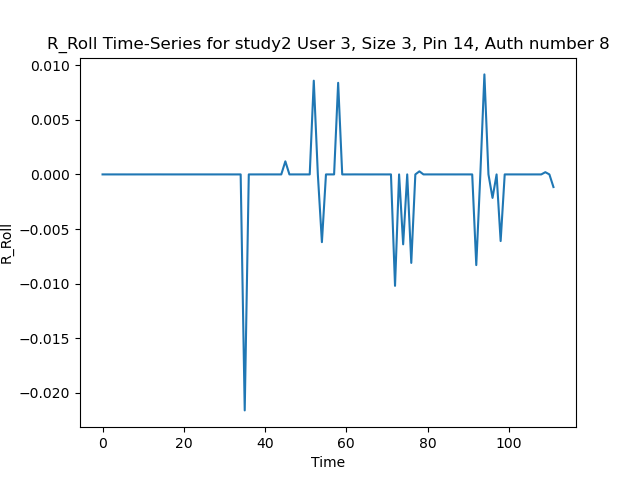 R_Roll Time-Series for study2 User 3, Size 3, Pin 14, Auth number 8
0.010
0.005
0.000
−0.005
−0.010
−0.015
−0.020
R_Roll
0 20 40 60 80 100
Time